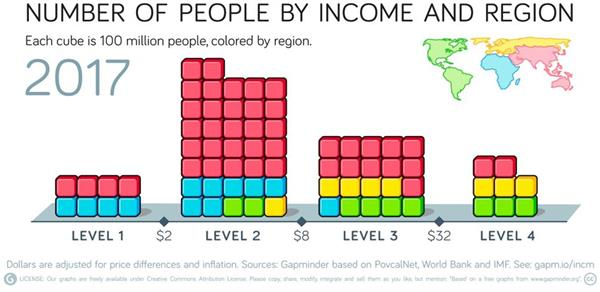 NUMBER OF PEOPLE BY INCOME AND REGION
Each cube is 100 million people, colored by region.
2017
LEVEL 1 $2 LEVEL 2 $8 LEVEL 3 $32 LEVEL 4
Dollars are adjusted for price differences and inflation. Sources: Gapminder based on PovcalNet, World Bank and IMF. See: gapm.io/incm
LICENSE: Our graphs are freely available under Creative Commons Attribution License. Please copy, share, modify, integrate and sell them as you like, but mention: "Based on a free graphs from www.gapminder.org". cc